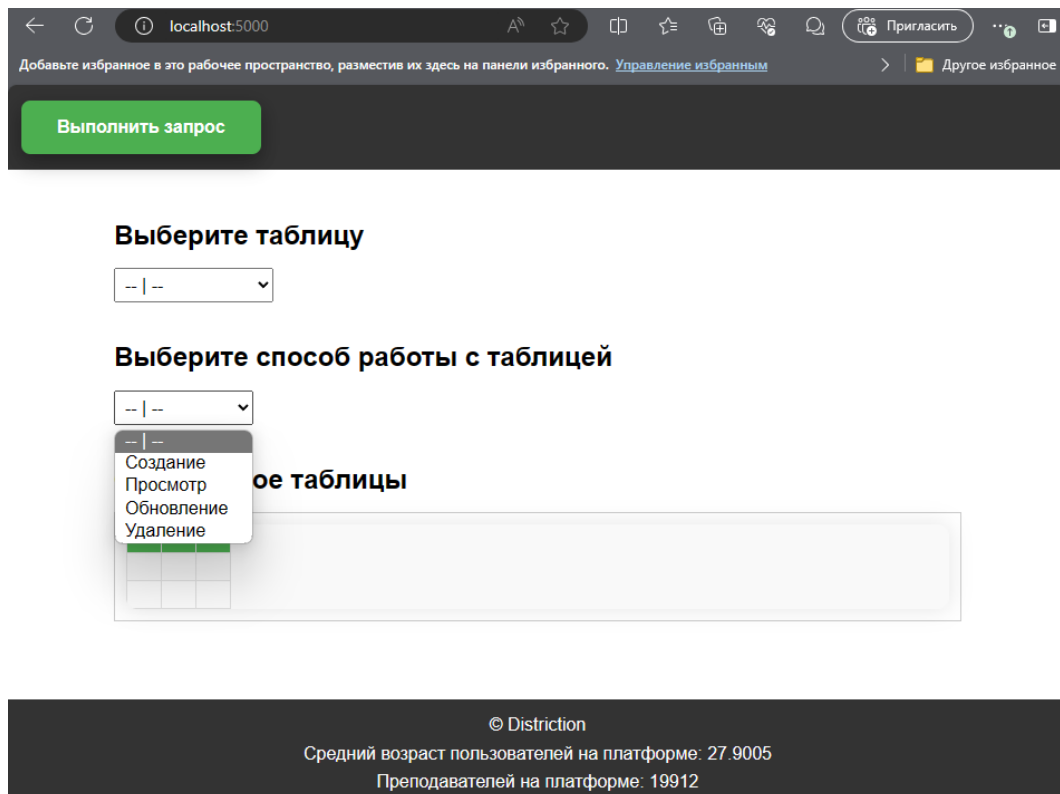 localhost:5000
Пригласить
Добавьте избранное в это рабочее пространство, разместив их здесь на панели избранного. Управление избранным
Другое избранное
Выполнить запрос
Выберите таблицу
-- | --
Выберите способ работы с таблицей
-- | --
-- | --
Создание
Просмотр
Обновление
Удаление
ое таблицы
© Distriction
Средний возраст пользователей на платформе: 27.9005
Преподавателей на платформе: 19912